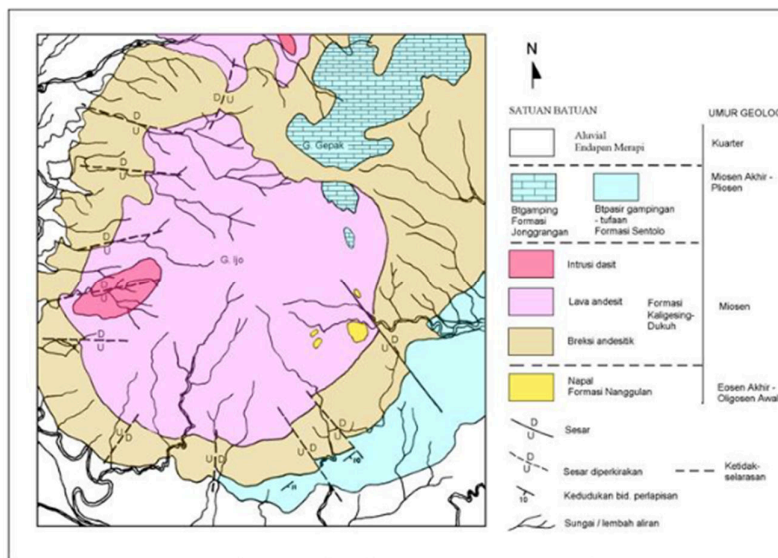 N
SATUAN BATUAN
UMUR GEOLOG
Aluvial
Endapan Merapi
Kuarter
Btgamping
Formasi
Jonggrangan
Btpasir gampingan
- tufaan
Formasi Sentolo
Miosen Akhir -
Pliosen
Intrusi dasit
Lava andesit
Breksi andesitik
Formasi
Kaligesing-
Dukuh
Miosen
Napal
Formasi Nanggulan
Eosen Akhir -
Oligosen Awal
D
U
Sesar
D
U
Sesar diperkirakan
Ketidak-
selarasan
10
Kedudukan bid. perlapisan
Sungai / lembah aliran
G. Gepak
G. Ijo
D
U
D
U
D
U
D
U
D
U
D
U
U
D
U
D
U
D
U
D
U
D
U
D
10